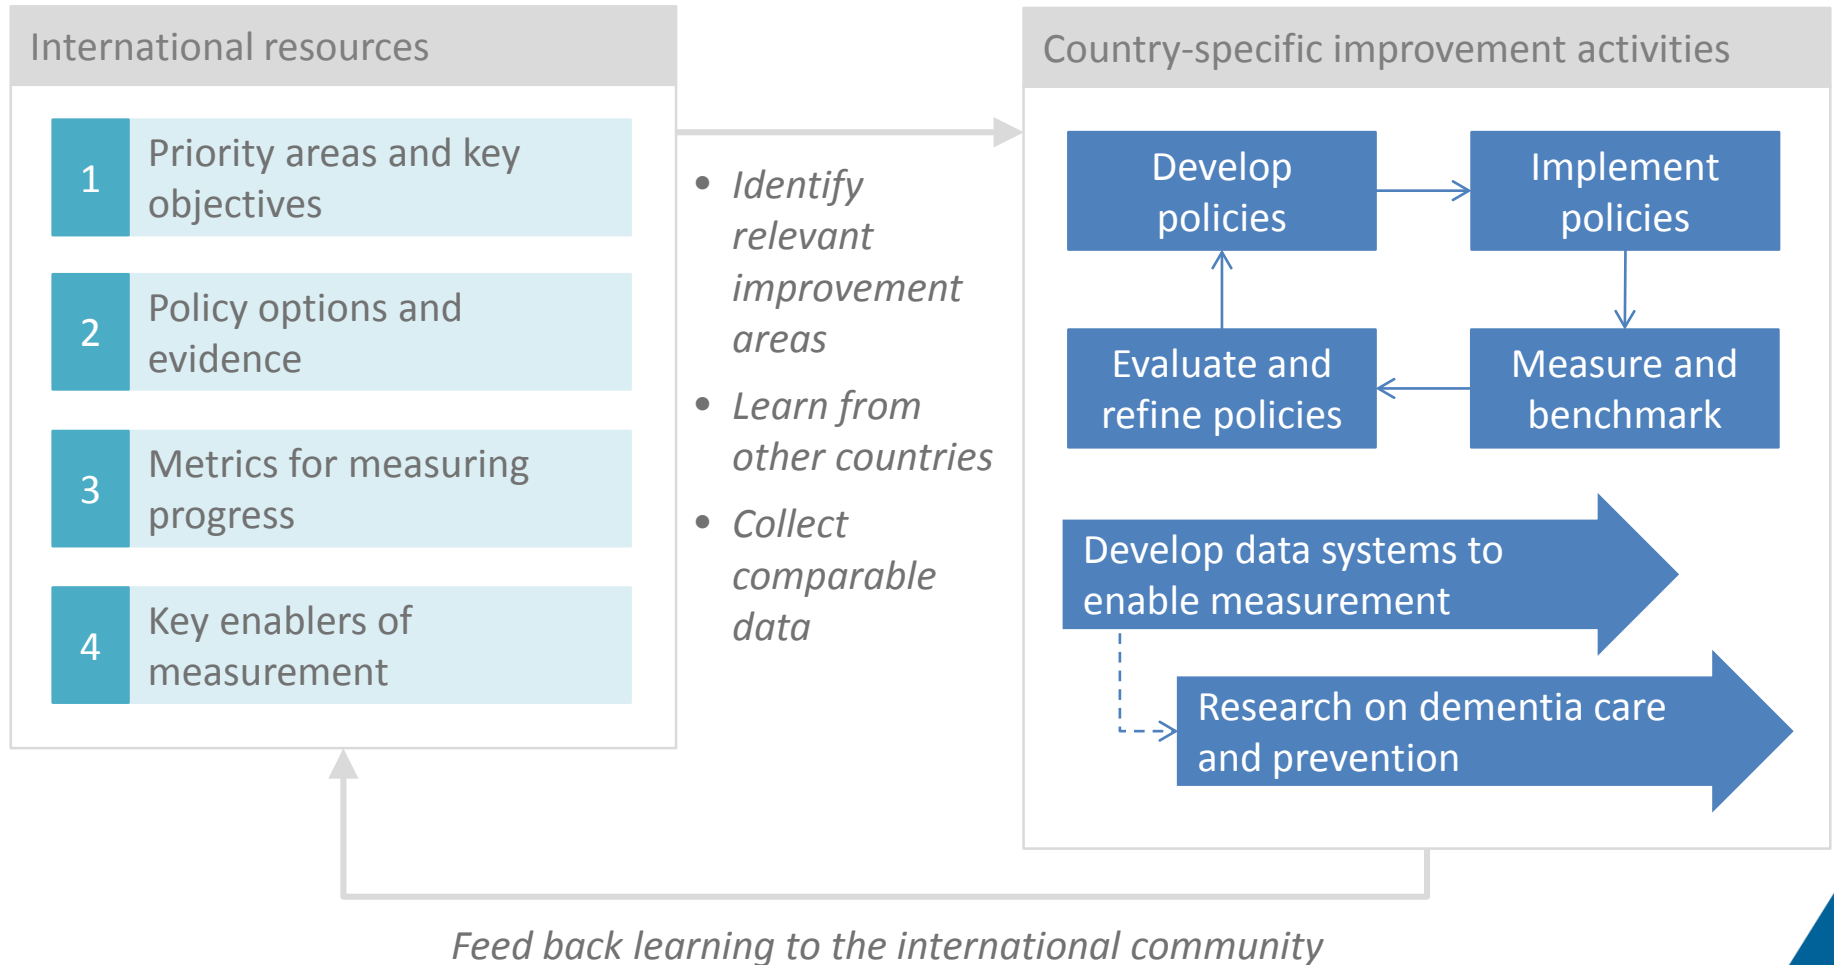 International resources
1
Priority areas and key
objectives
2
Policy options and
evidence
3
Metrics for measuring
progress
4
Key enablers of
measurement
• Identify
relevant
improvement
areas
• Learn from
other countries
• Collect
comparable
data
Country-specific improvement activities
Develop
policies
Implement
policies
Evaluate and
refine policies
Measure and
benchmark
Develop data systems to
enable measurement
Research on dementia care
and prevention
Feed back learning to the international community